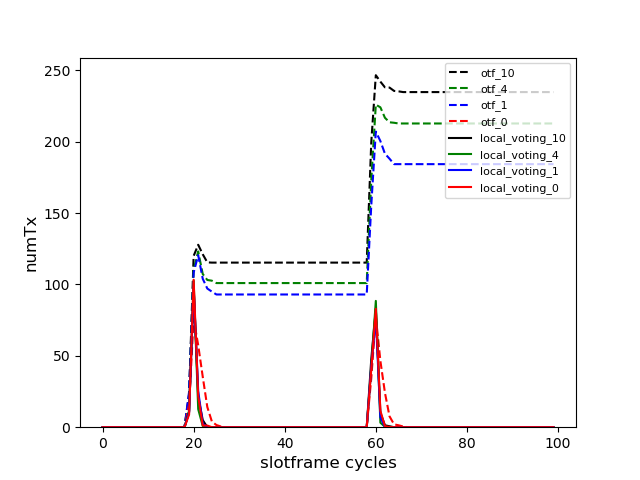 250
200
150
100
50
0
numTx
0 20 40 60 80 100
slotframe cycles
otf_10
otf_4
otf_1
otf_0
local_voting_10
local_voting_4
local_voting_1
local_voting_0